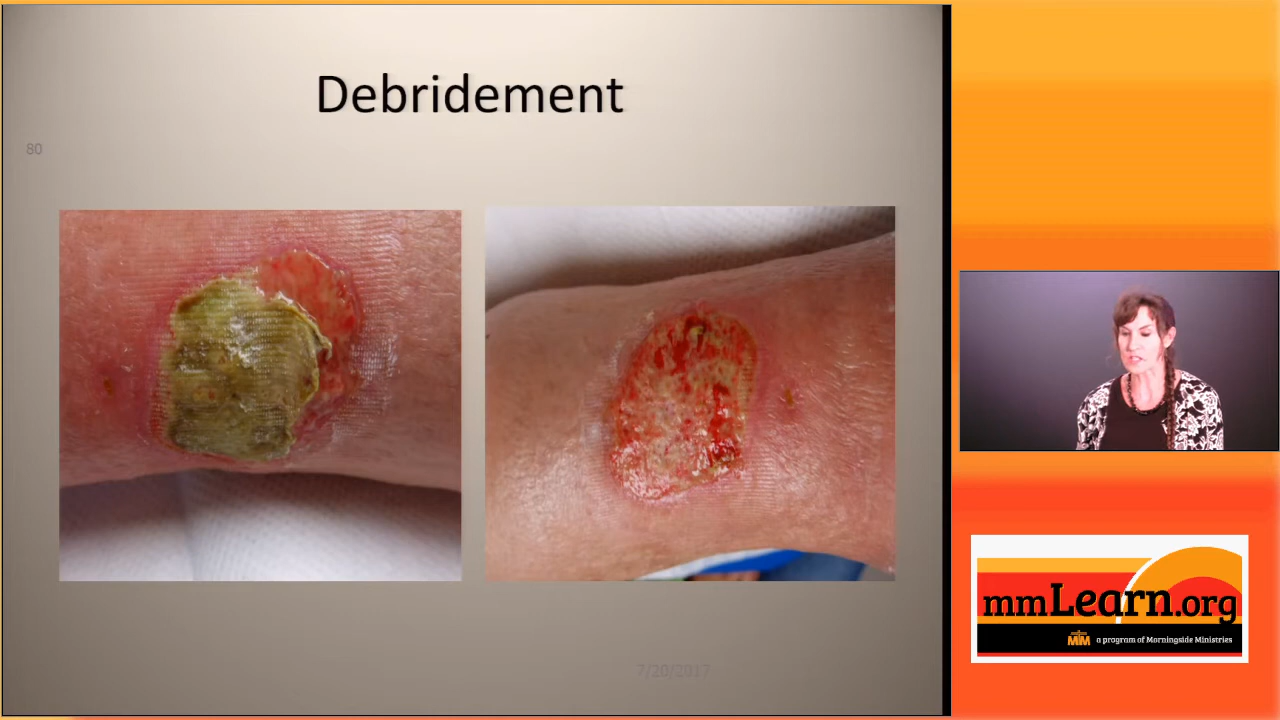 Debridement
80
7/20/2017
mmLearn.org
MM a program of Morningside Ministries